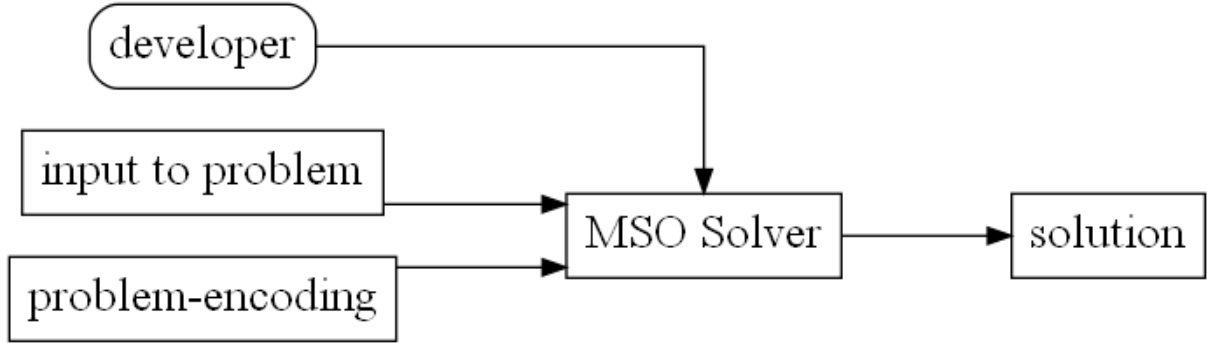 developer
input to problem
problem-encoding
MSO Solver
solution